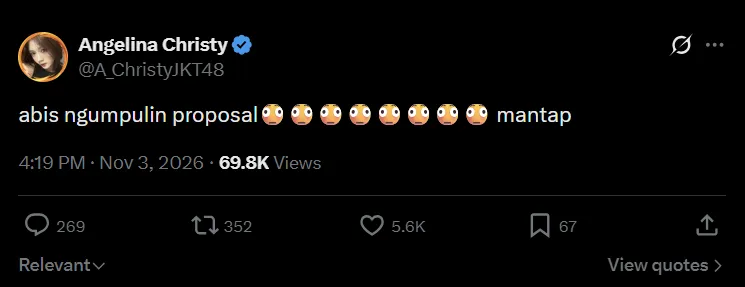 Angelina Christy
@A_ChristyJKT48
abis ngumpulin proposal😳😳😳😳😳😳😳😳 mantap
4:19 PM · Nov 3, 2026 · 69.8K Views
269 352 5.6K 67
Relevant View quotes